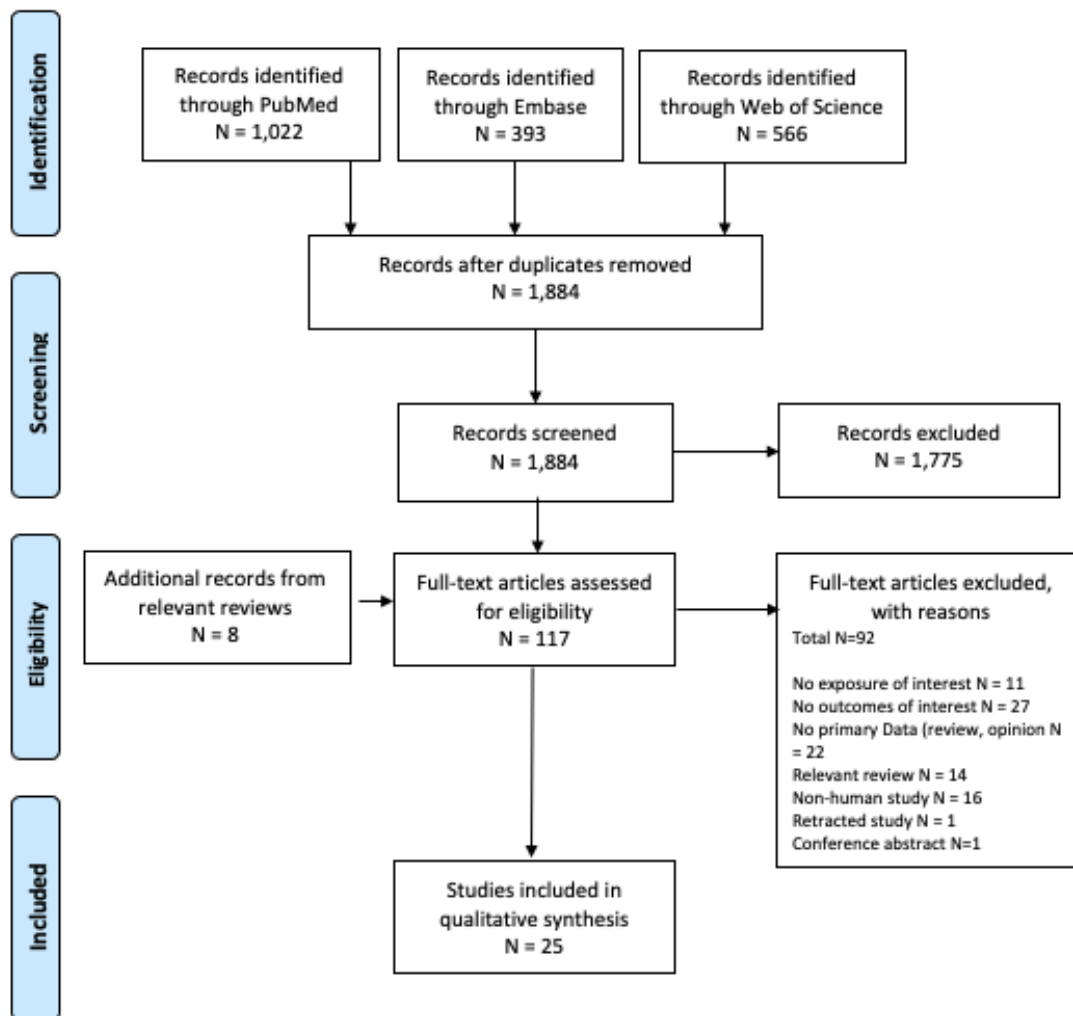 Identification
Records identified
through PubMed
N = 1,022
Records identified
through Embase
N = 393
Records identified
through Web of Science
N = 566
Records after duplicates removed
N = 1,884
Screening
Records screened
N = 1,884
Records excluded
N = 1,775
Eligibility
Additional records from
relevant reviews
N = 8
Full-text articles assessed
for eligibility
N = 117
Full-text articles excluded,
with reasons
Total N=92
No exposure of interest N = 11
No outcomes of interest N = 27
No primary Data (review, opinion N
= 22
Relevant review N = 14
Non-human study N = 16
Retracted study N = 1
Conference abstract N=1
Included
Studies included in
qualitative synthesis
N = 25